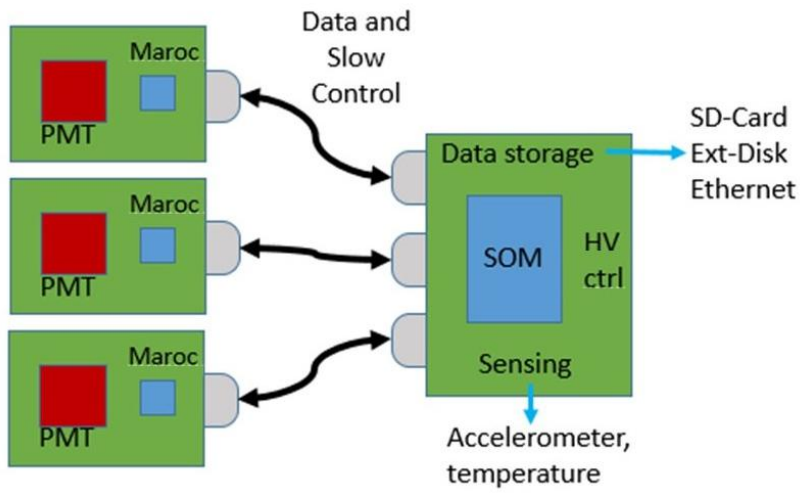 Maroc
PMT
Data and
Slow
Control
Maroc
PMT
Maroc
PMT
Data storage
SOM
HV
ctrl
Sensing
SD-Card
Ext-Disk
Ethernet
Accelerometer,
temperature